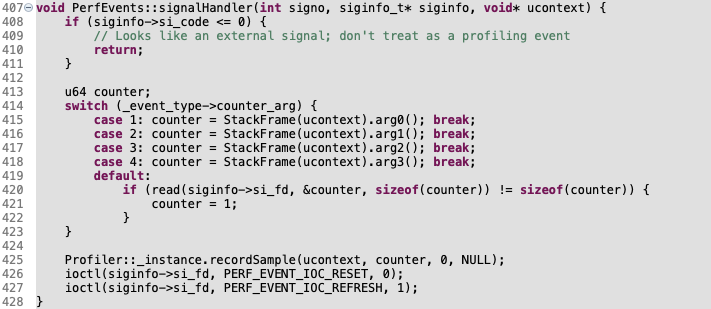 407 void PerfEvents::signalHandler(int signo, siginfo_t* siginfo, void* ucontext) {
408     if (siginfo->si_code <= 0) {
409         // Looks like an external signal; don't treat as a profiling event
410         return;
411     }
412
413     u64 counter;
414     switch (_event_type->counter_arg) {
415         case 1: counter = StackFrame(ucontext).arg0(); break;
416         case 2: counter = StackFrame(ucontext).arg1(); break;
417         case 3: counter = StackFrame(ucontext).arg2(); break;
418         case 4: counter = StackFrame(ucontext).arg3(); break;
419         default:
420             if (read(siginfo->si_fd, &counter, sizeof(counter)) != sizeof(counter)) {
421                 counter = 1;
422             }
423     }
424
425     Profiler::_instance.recordSample(ucontext, counter, 0, NULL);
426     ioctl(siginfo->si_fd, PERF_EVENT_IOC_RESET, 0);
427     ioctl(siginfo->si_fd, PERF_EVENT_IOC_REFRESH, 1);
428 }